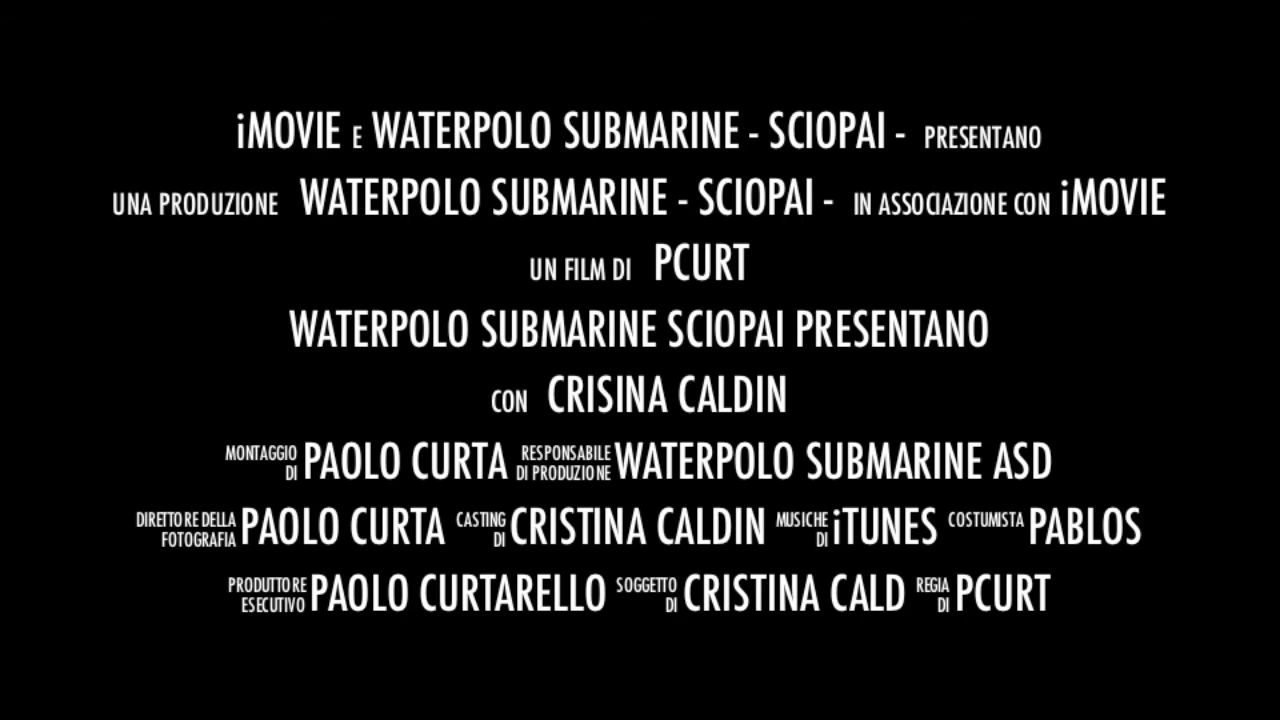 iMOVIE E WATERPOLO SUBMARINE - SCIOPAI - PRESENTANO
UNA PRODUZIONE WATERPOLO SUBMARINE - SCIOPAI - IN ASSOCIAZIONE CON iMOVIE
UN FILM DI PCURT
WATERPOLO SUBMARINE SCIOPAI PRESENTANO
CON CRISINA CALDIN
MONTAGGIO DI PAOLO CURTA RESPONSABILE DI PRODUZIONE WATERPOLO SUBMARINE ASD
DIRETTORE DELLA FOTOGRAFIA PAOLO CURTA CASTING DI CRISTINA CALDIN MUSICHE DI iTUNES COSTUMISTA PABLOS
PRODUTTORE ESECUTIVO PAOLO CURTARELLO SOGGETTO DI CRISTINA CALD REGIA DI PCURT